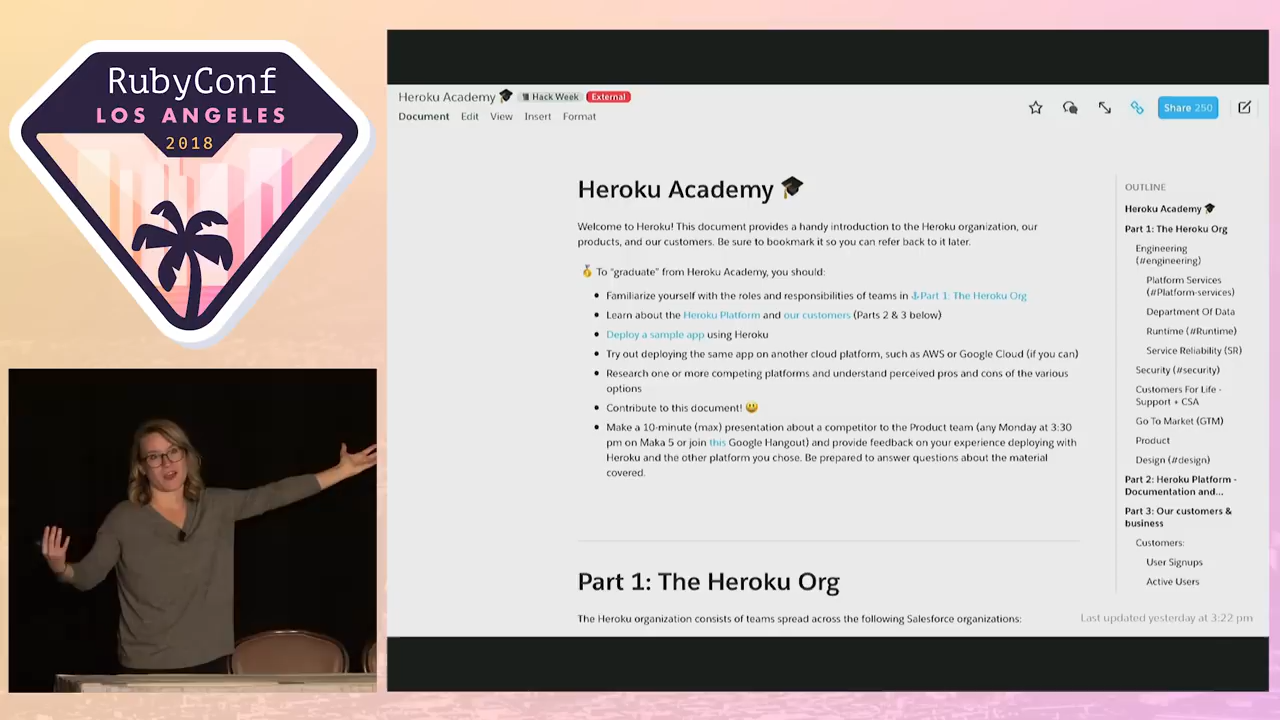 RubyConf
LOS ANGELES
2018
Heroku Academy Hack Week External
Document Edit View Insert Format
Share 250
Heroku Academy
Welcome to Heroku! This document provides a handy introduction to the Heroku organization, our
products, and our customers. Be sure to bookmark it so you can refer back to it later.
To "graduate" from Heroku Academy, you should:
• Familiarize yourself with the roles and responsibilities of teams in Part 1: The Heroku Org
• Learn about the Heroku Platform and our customers (Parts 2 & 3 below)
• Deploy a sample app using Heroku
• Try out deploying the same app on another cloud platform, such as AWS or Google Cloud (if you can)
• Research one or more competing platforms and understand perceived pros and cons of the various
options
• Contribute to this document! 😃
• Make a 10-minute (max) presentation about a competitor to the Product team (any Monday at 3:30
pm on Maka 5 or join this Google Hangout) and provide feedback on your experience deploying with
Heroku and the other platform you chose. Be prepared to answer questions about the material
covered.
Part 1: The Heroku Org
The Heroku organization consists of teams spread across the following Salesforce organizations:
OUTLINE
Heroku Academy
Part 1: The Heroku Org
Engineering
(#engineering)
Platform Services
(#Platform-services)
Department Of Data
Runtime (#Runtime)
Service Reliability (SR)
Security (#security)
Customers For Life -
Support + CSA
Go To Market (GTM)
Product
Design (#design)
Part 2: Heroku Platform -
Documentation and...
Part 3: Our customers &
business
Customers:
User Signups
Active Users
Last updated yesterday at 3:22 pm